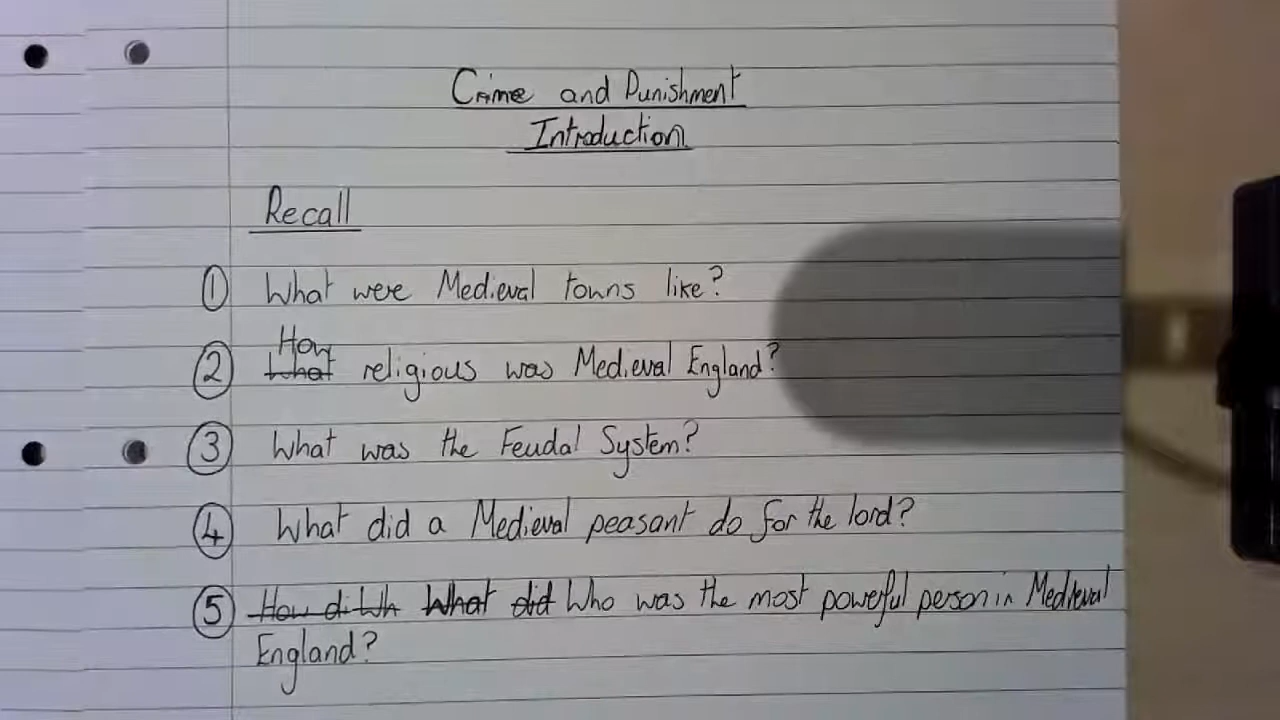 Crime and Punishment
Introduction
Recall
① What were Medieval towns like?
How
② What religious was Medieval England?
③ What was the Feudal System?
④ What did a Medieval peasant do for the lord?
⑤ How di Wh What did Who was the most powerful person in Medieval
England?